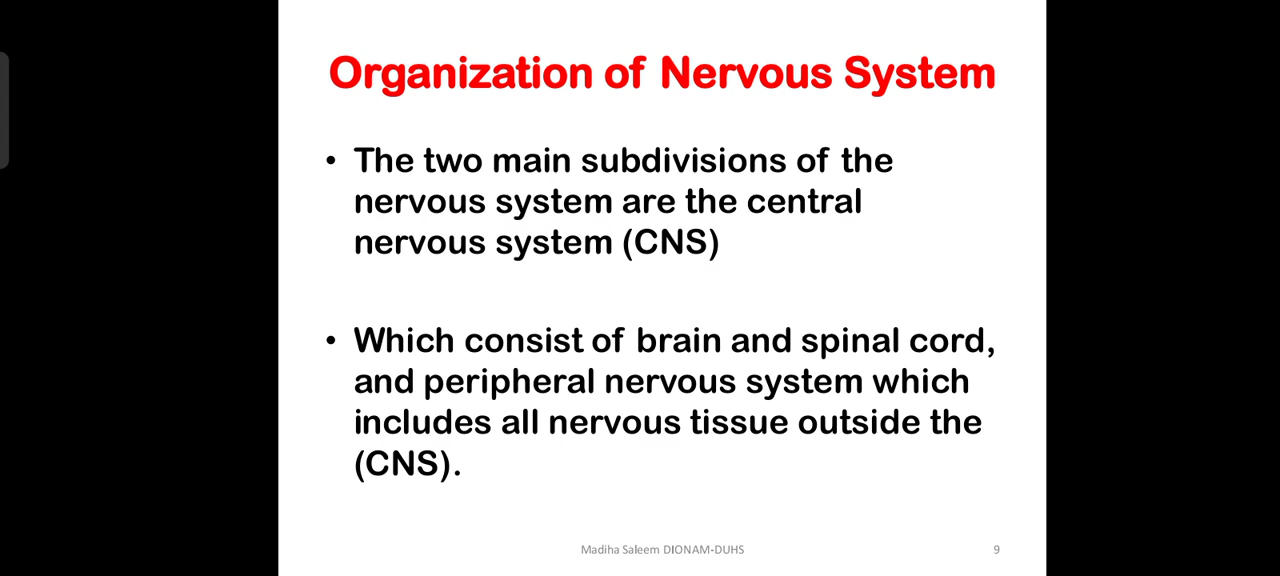 Organization of Nervous System
• The two main subdivisions of the
nervous system are the central
nervous system (CNS)
• Which consist of brain and spinal cord,
and peripheral nervous system which
includes all nervous tissue outside the
(CNS).
Madiha Saleem DIONAM-DUHS
9